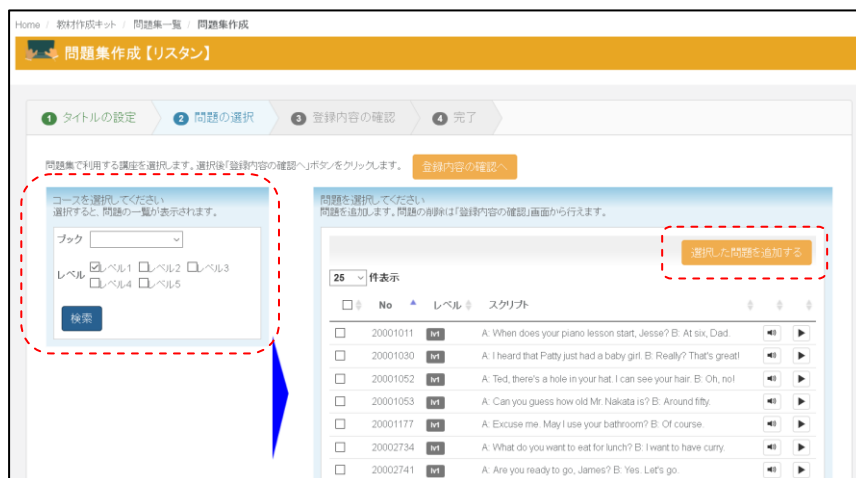 Home / 教材作成キット / 問題集一覧 / 問題集作成
問題集作成【リスタン】
1 タイトルの設定 2 問題の選択 3 登録内容の確認 4 完了
問題集で利用する講座を選択します。選択後「登録内容の確認へ」ボタンをクリックします。 登録内容の確認へ
コースを選択してください
選択すると、問題の一覧が表示されます。
ブック
レベル レベル1 レベル2 レベル3
レベル4 レベル5
検索
問題を選択してください
問題を追加します。問題の削除は「登録内容の確認」画面から行えます。
選択した問題を追加する
25 件表示
No レベル スクリプト
20001011 lv1 A: When does your piano lesson start, Jesse? B: At six, Dad.
20001030 lv1 A: I heard that Patty just had a baby girl. B: Really? That's great!
20001052 lv1 A: Ted, there's a hole in your hat. I can see your hair. B: Oh, no!
20001053 lv1 A: Can you guess how old Mr. Nakata is? B: Around fifty.
20001177 lv1 A: Excuse me. May I use your bathroom? B: Of course.
20002734 lv1 A: What do you want to eat for lunch? B: I want to have curry.
20002741 lv1 A: Are you ready to go, James? B: Yes. Let's go.